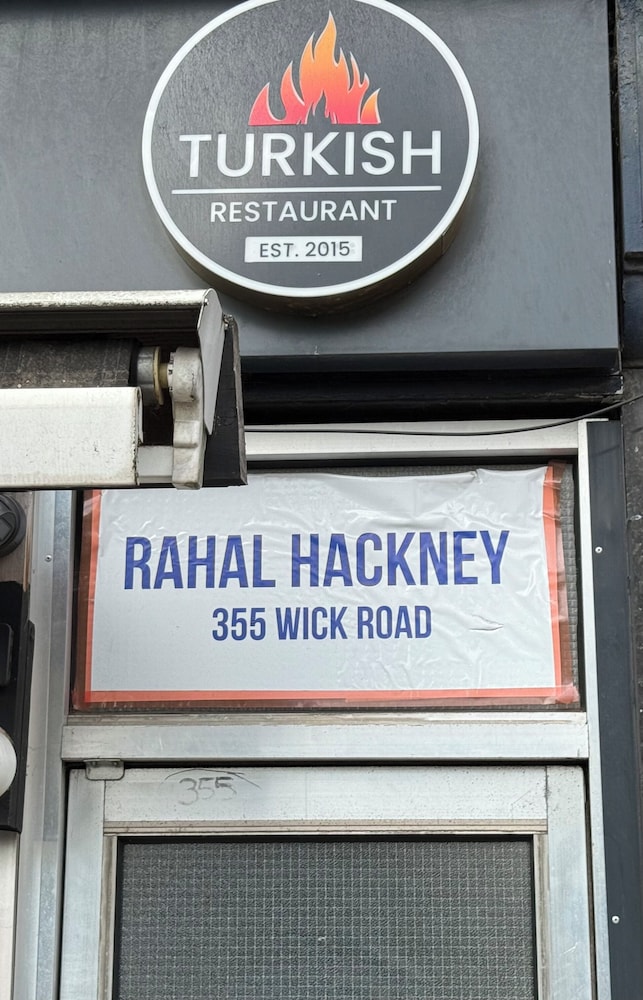 TURKISH
RESTAURANT
EST. 2015
RAHAL HACKNEY
355 WICK ROAD
355